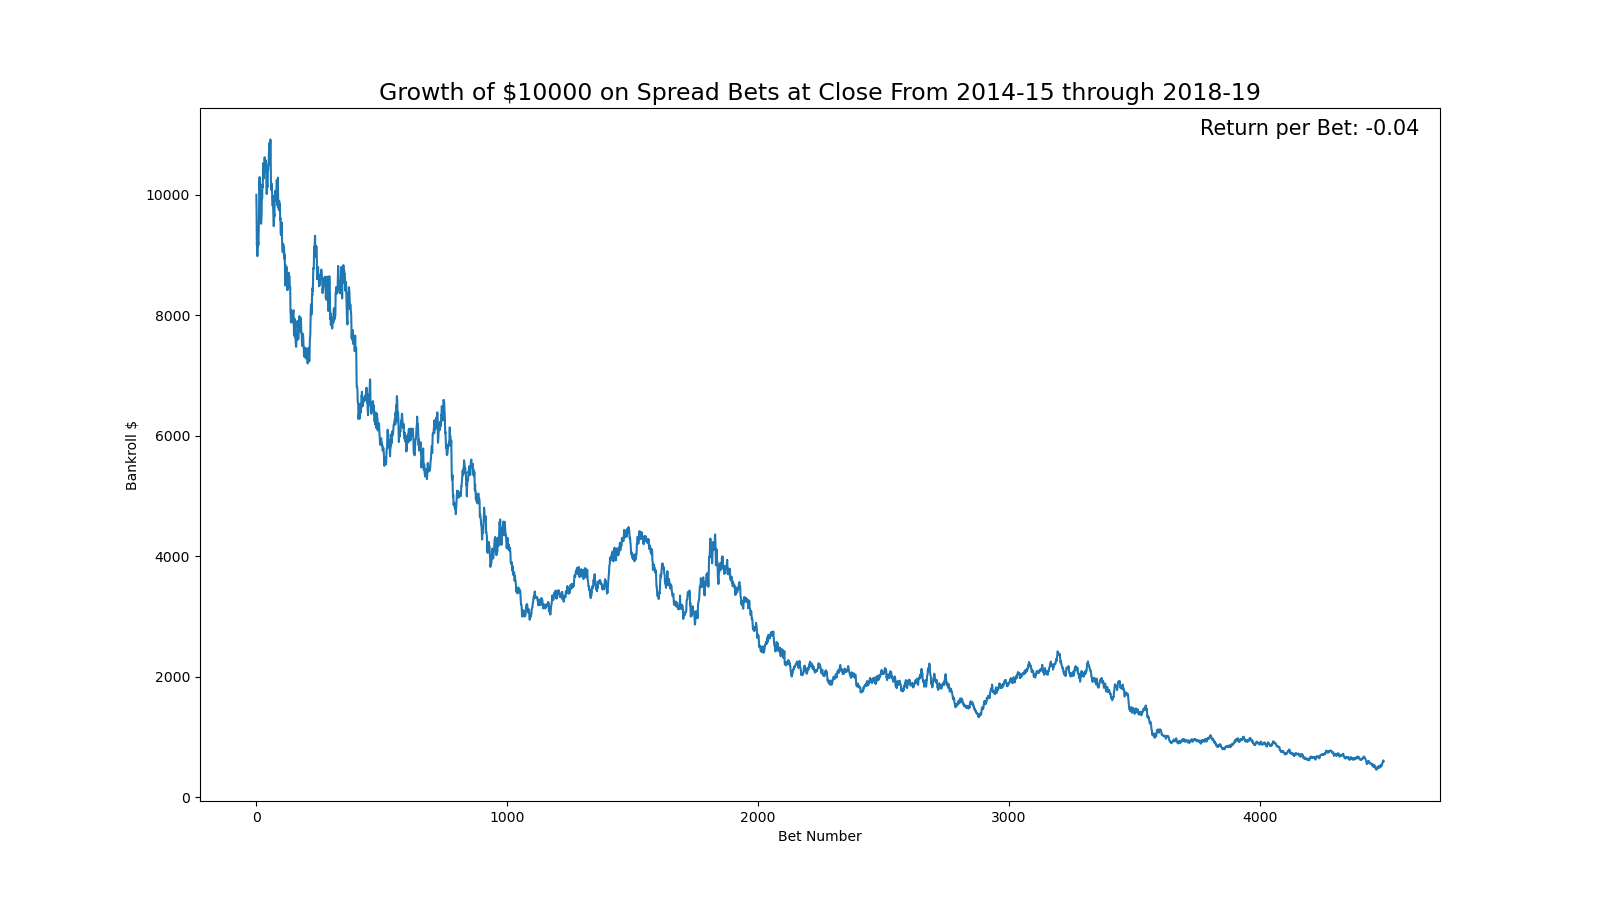 Growth of $10000 on Spread Bets at Close From 2014-15 through 2018-19
Return per Bet: -0.04
10000
8000
6000
4000
2000
0
Bankroll $
0 1000 2000 3000 4000
Bet Number